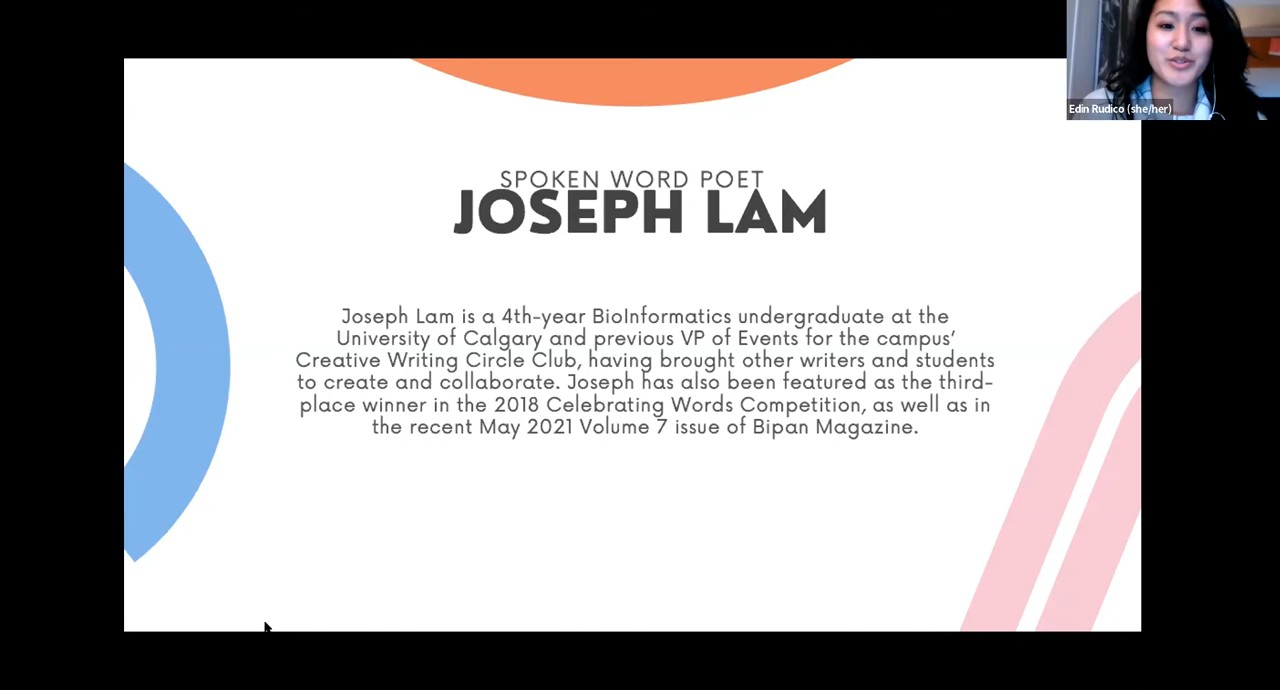 Edin Rudico (she/her)
SPOKEN WORD POET
JOSEPH LAM
Joseph Lam is a 4th-year BioInformatics undergraduate at the
University of Calgary and previous VP of Events for the campus’
Creative Writing Circle Club, having brought other writers and students
to create and collaborate. Joseph has also been featured as the third-
place winner in the 2018 Celebrating Words Competition, as well as in
the recent May 2021 Volume 7 issue of Bipan Magazine.